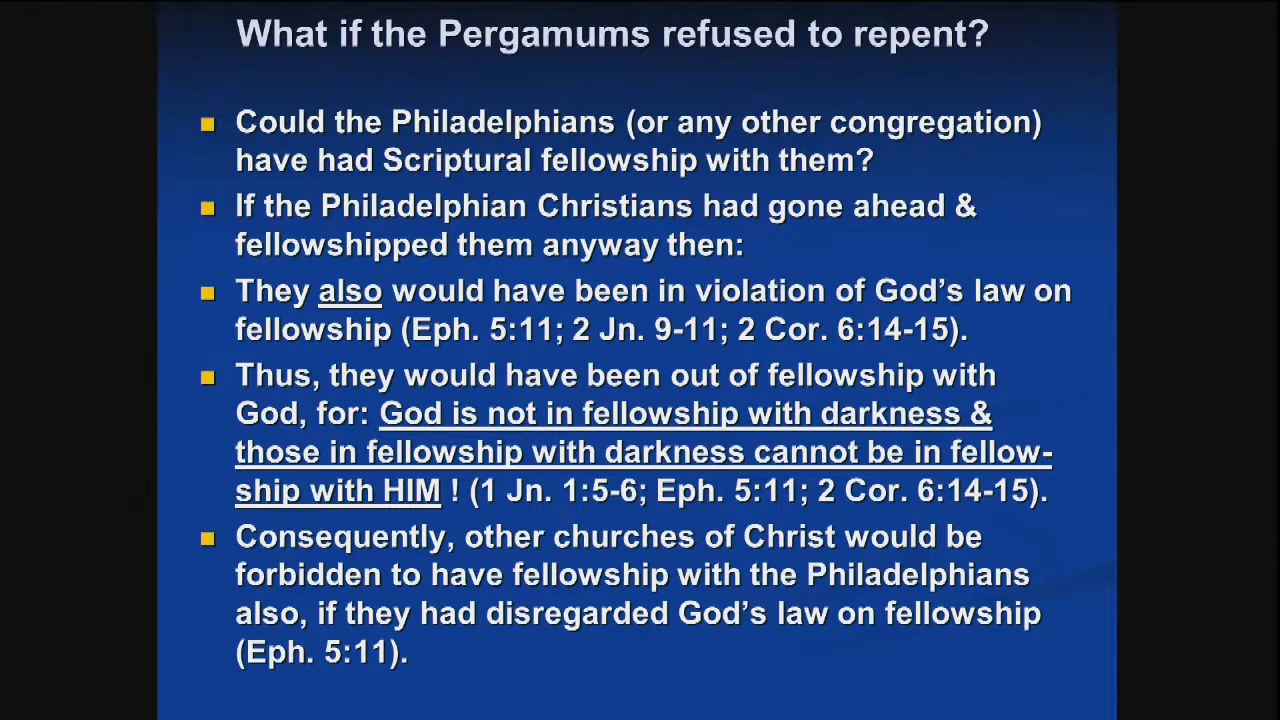 What if the Pergamums refused to repent?
Could the Philadelphians (or any other congregation)
have had Scriptural fellowship with them?
If the Philadelphian Christians had gone ahead &
fellowshipped them anyway then:
They also would have been in violation of God's law on
fellowship (Eph. 5:11; 2 Jn. 9-11; 2 Cor. 6:14-15).
Thus, they would have been out of fellowship with
God, for: God is not in fellowship with darkness &
those in fellowship with darkness cannot be in fellow-
ship with HIM ! (1 Jn. 1:5-6; Eph. 5:11; 2 Cor. 6:14-15).
Consequently, other churches of Christ would be
forbidden to have fellowship with the Philadelphians
also, if they had disregarded God's law on fellowship
(Eph. 5:11).